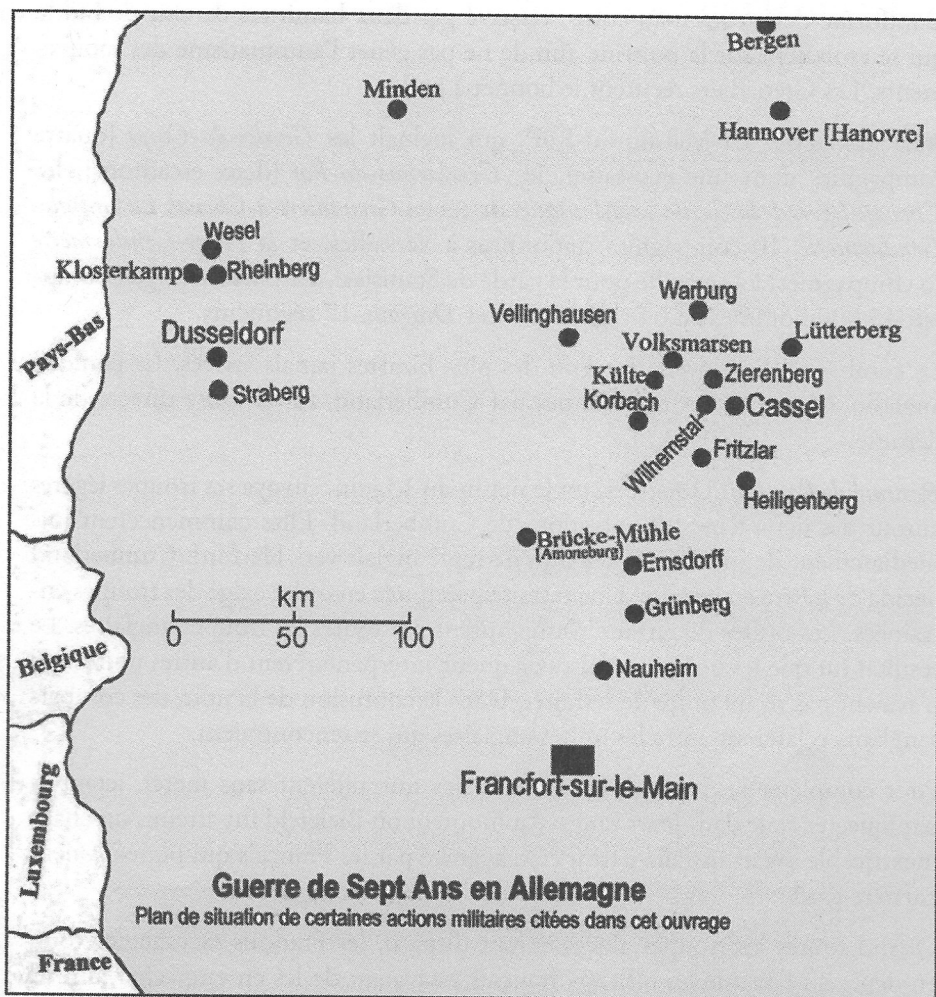 Bergen
Minden
Hannover [Hanovre]
Wesel
Klosterkamp
Rheinberg
Warburg
Vellinghausen
Lütterberg
Volksmarsen
Dusseldorf
Pays-Bas
Külte
Zierenberg
Straberg
Korbach
Cassel
Wilhemstal
Fritzlar
Heiligenberg
Brücke-Mühle
[Amoneburg]
Emsdorff
km
0 50 100
Grünberg
Belgique
Nauheim
Francfort-sur-le-Main
Luxembourg
Guerre de Sept Ans en Allemagne
Plan de situation de certaines actions militaires citées dans cet ouvrage
France